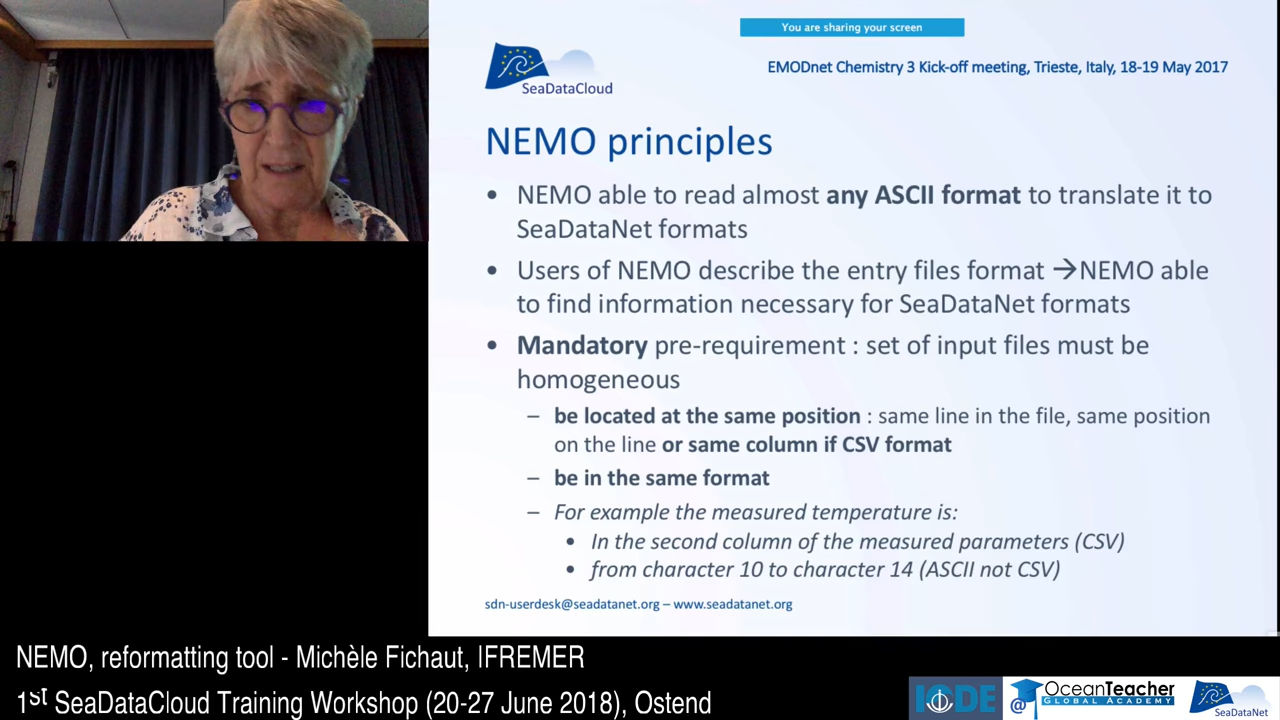 You are sharing your screen
SeaDataCloud
EMODnet Chemistry 3 Kick-off meeting, Trieste, Italy, 18-19 May 2017
NEMO principles
• NEMO able to read almost any ASCII format to translate it to
SeaDataNet formats
• Users of NEMO describe the entry files format →NEMO able
to find information necessary for SeaDataNet formats
• Mandatory pre-requirement : set of input files must be
homogeneous
– be located at the same position : same line in the file, same position
on the line or same column if CSV format
– be in the same format
– For example the measured temperature is:
• In the second column of the measured parameters (CSV)
• from character 10 to character 14 (ASCII not CSV)
sdn-userdesk@seadatanet.org – www.seadatanet.org
NEMO, reformatting tool - Michèle Fichaut, IFREMER
1st SeaDataCloud Training Workshop (20-27 June 2018), Ostend
IODE
OceanTeacher
GLOBAL ACADEMY
SeaDataNet